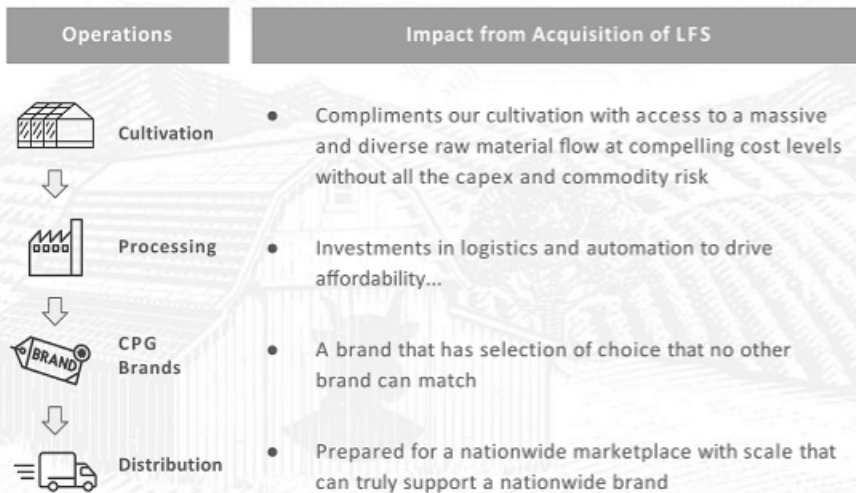 Operations
Impact from Acquisition of LFS
Cultivation
Compliments our cultivation with access to a massive
and diverse raw material flow at compelling cost levels
without all the capex and commodity risk
Processing
Investments in logistics and automation to drive
affordability...
BRAND
CPG
Brands
A brand that has selection of choice that no other
brand can match
Distribution
Prepared for a nationwide marketplace with scale that
can truly support a nationwide brand